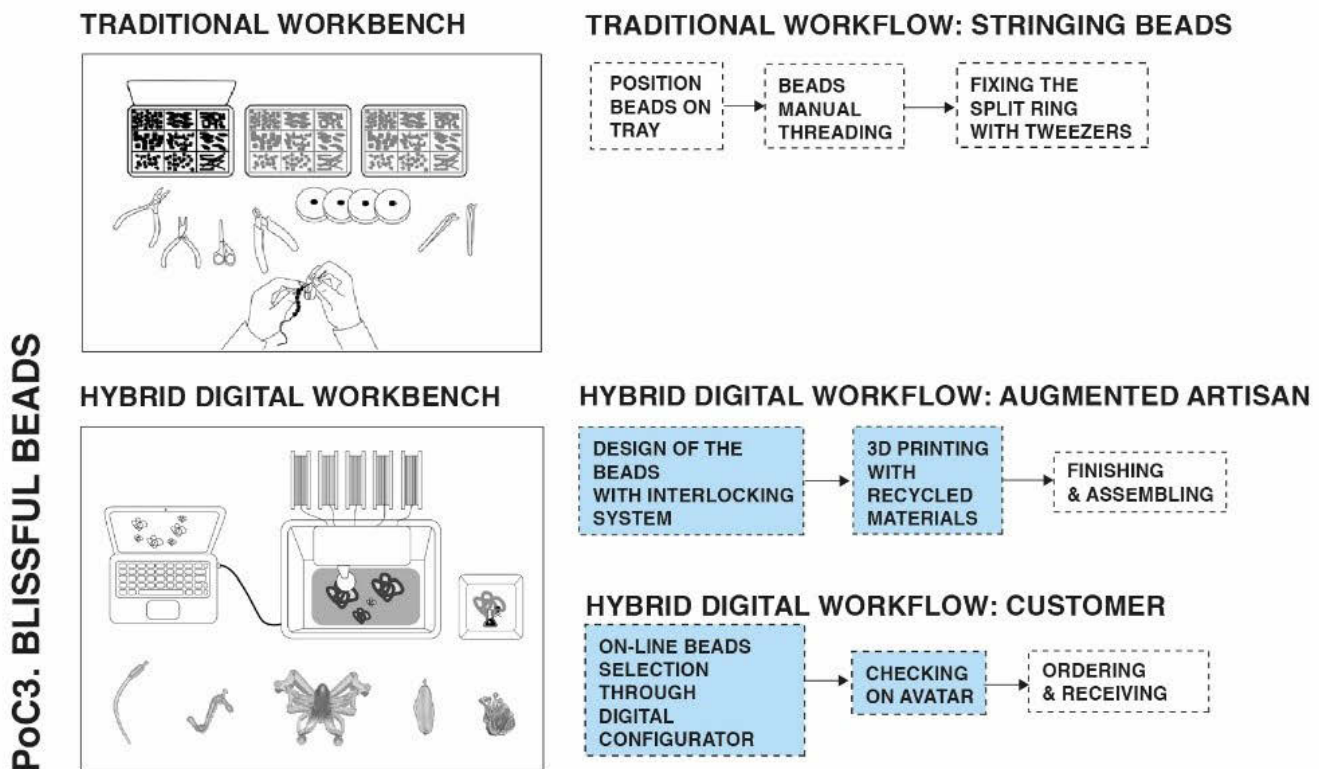 PoC3. BLISSFUL BEADS
TRADITIONAL WORKBENCH
TRADITIONAL WORKFLOW: STRINGING BEADS
POSITION
BEADS ON
TRAY
BEADS
MANUAL
THREADING
FIXING THE
SPLIT RING
WITH TWEEZERS
HYBRID DIGITAL WORKBENCH
HYBRID DIGITAL WORKFLOW: AUGMENTED ARTISAN
DESIGN OF THE
BEADS
WITH INTERLOCKING
SYSTEM
3D PRINTING
WITH
RECYCLED
MATERIALS
FINISHING
& ASSEMBLING
HYBRID DIGITAL WORKFLOW: CUSTOMER
ON-LINE BEADS
SELECTION
THROUGH
DIGITAL
CONFIGURATOR
CHECKING
ON AVATAR
ORDERING
& RECEIVING